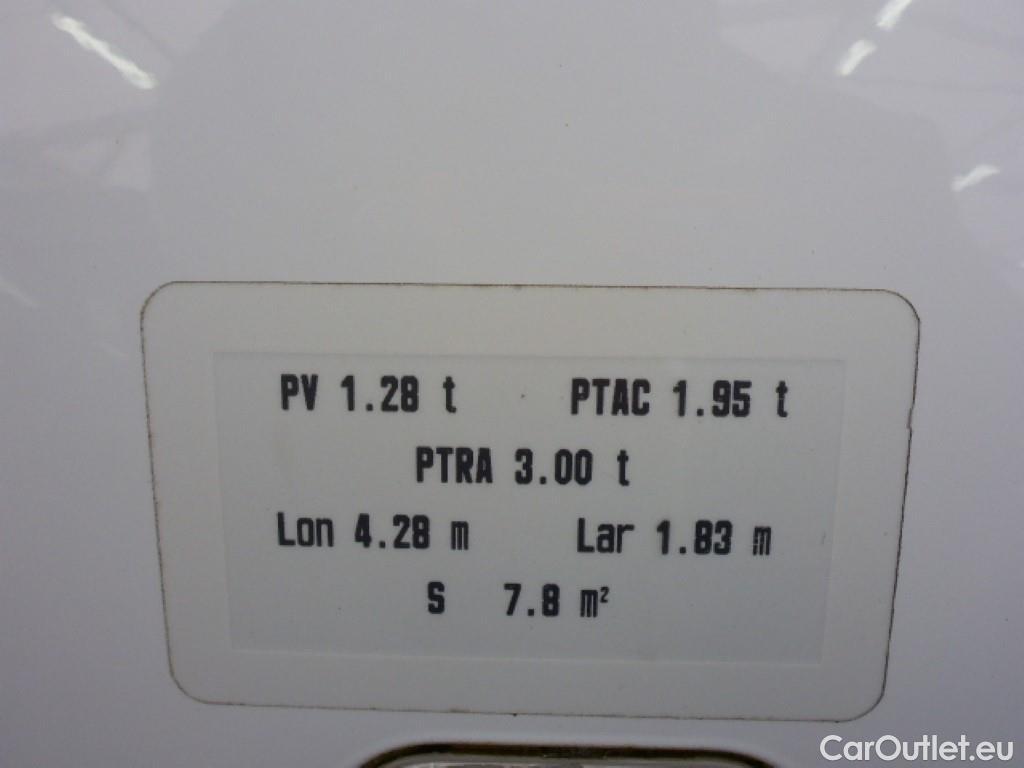 PV 1.28 t PTAC 1.95 t
PTRA 3.00 t
Lon 4.28 m Lar 1.83 m
S 7.8 m²
CarOutlet.eu